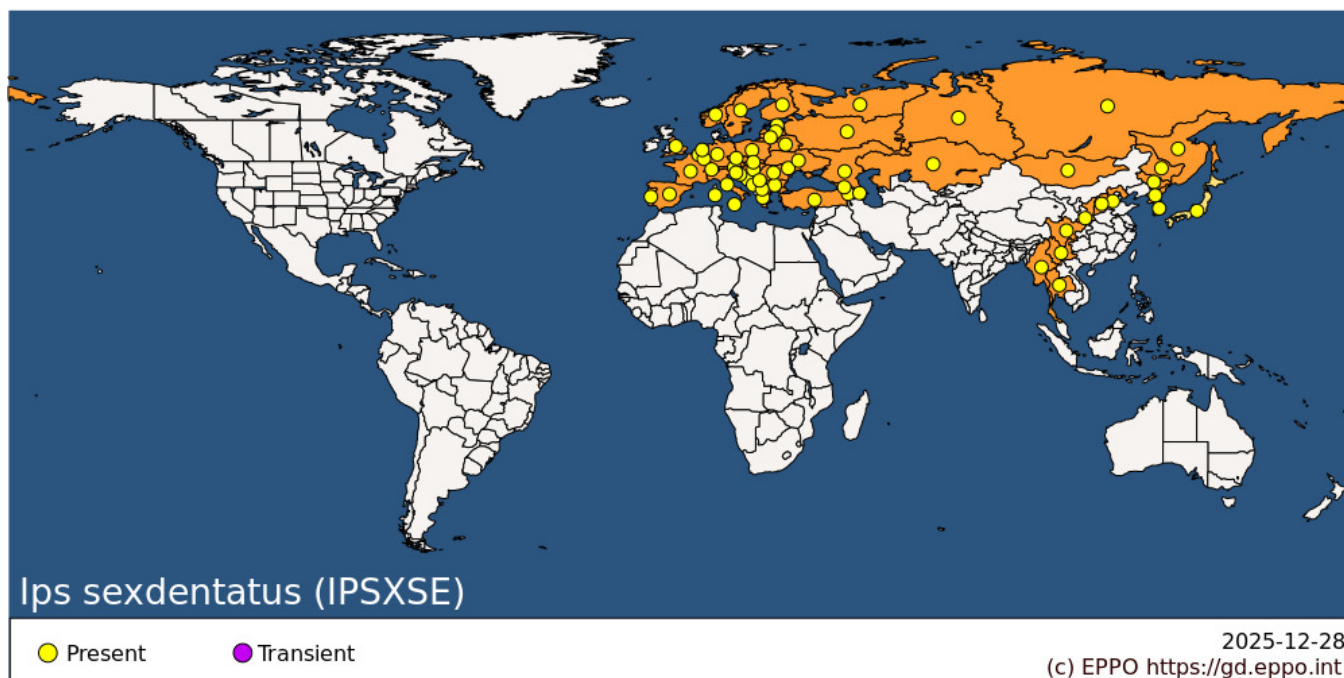 Ips sexdentatus (IPSXSE)
Present
Transient
2025-12-28
(c) EPPO https://gd.eppo.int